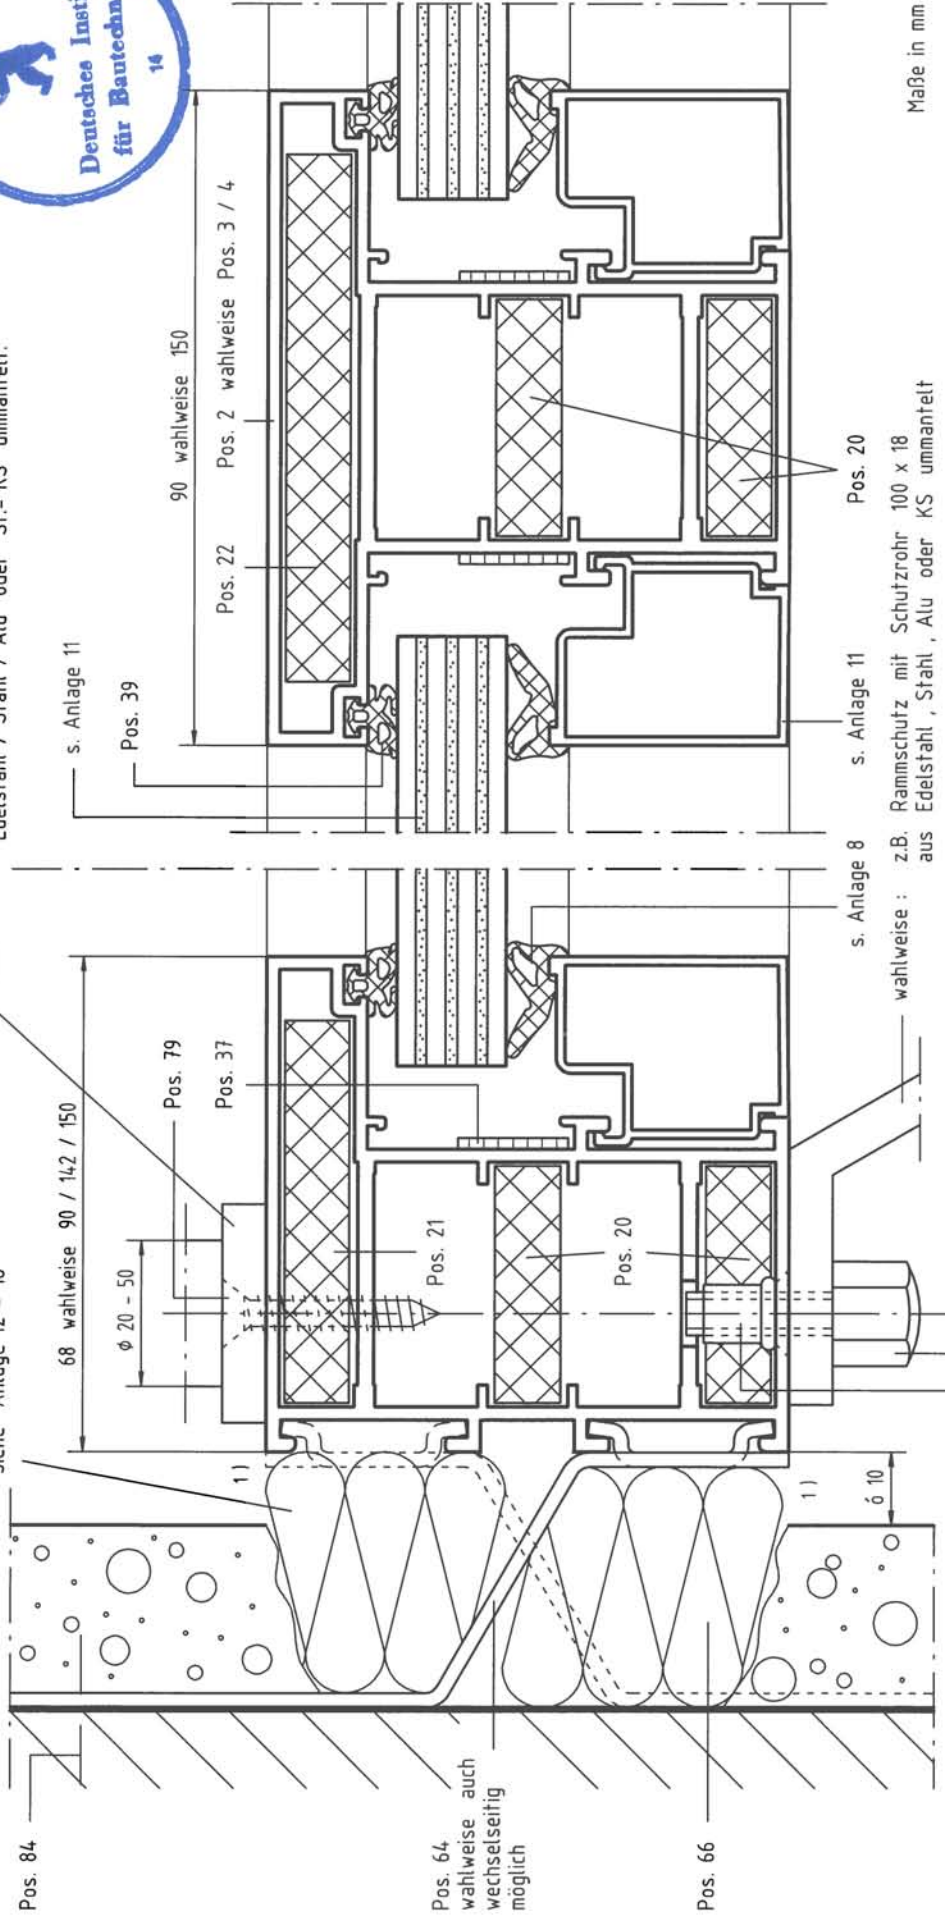 Deutsches Insti
für Bautechn
14
Maße in mm
90 wahlweise 150
Pos. 2 wahlweise Pos. 3 / 4
Pos. 22
s. Anlage 11
Pos. 39
Pos. 20
s. Anlage 11
s. Anlage 8
wahlweise : z.B. Rammschutz mit Schutzrohr 100 x 18
aus Edelstahl , Stahl , Alu oder KS ummantelt
Edelstahl / Stahl / Alu oder St.- KS ummantelt.
68 wahlweise 90 / 142 / 150
ϕ 20 - 50
Pos. 79
Pos. 37
Pos. 21
Pos. 20
siehe Anlage 12 -
1 )
1 )
ó 10
Pos. 84
Pos. 64
wahlweise auch
wechselseitig
möglich
Pos. 66